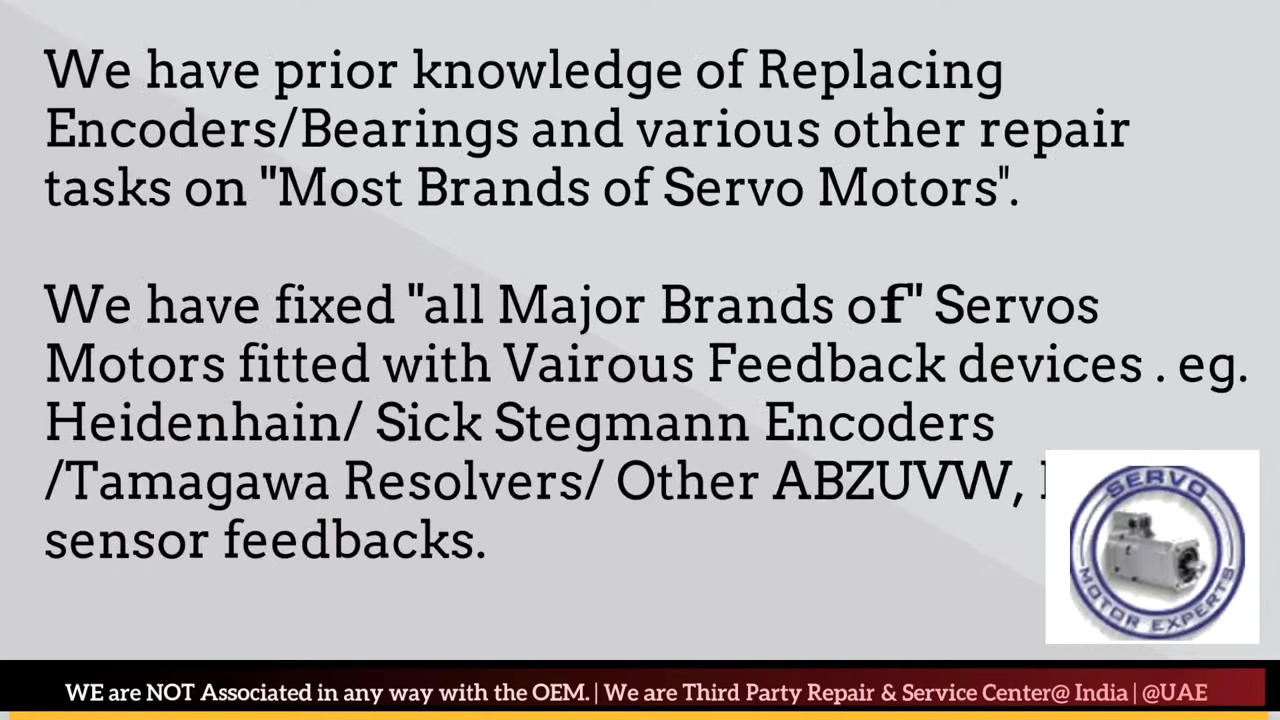 We have prior knowledge of Replacing
Encoders/Bearings and various other repair
tasks on "Most Brands of Servo Motors".
We have fixed "all Major Brands of" Servos
Motors fitted with Vairous Feedback devices . eg.
Heidenhain/ Sick Stegmann Encoders
/Tamagawa Resolvers/ Other ABZUVW,
sensor feedbacks.
SERVO
MOTOR EXPERTS
WE are NOT Associated in any way with the OEM. | We are Third Party Repair & Service Center@ India | @UAE